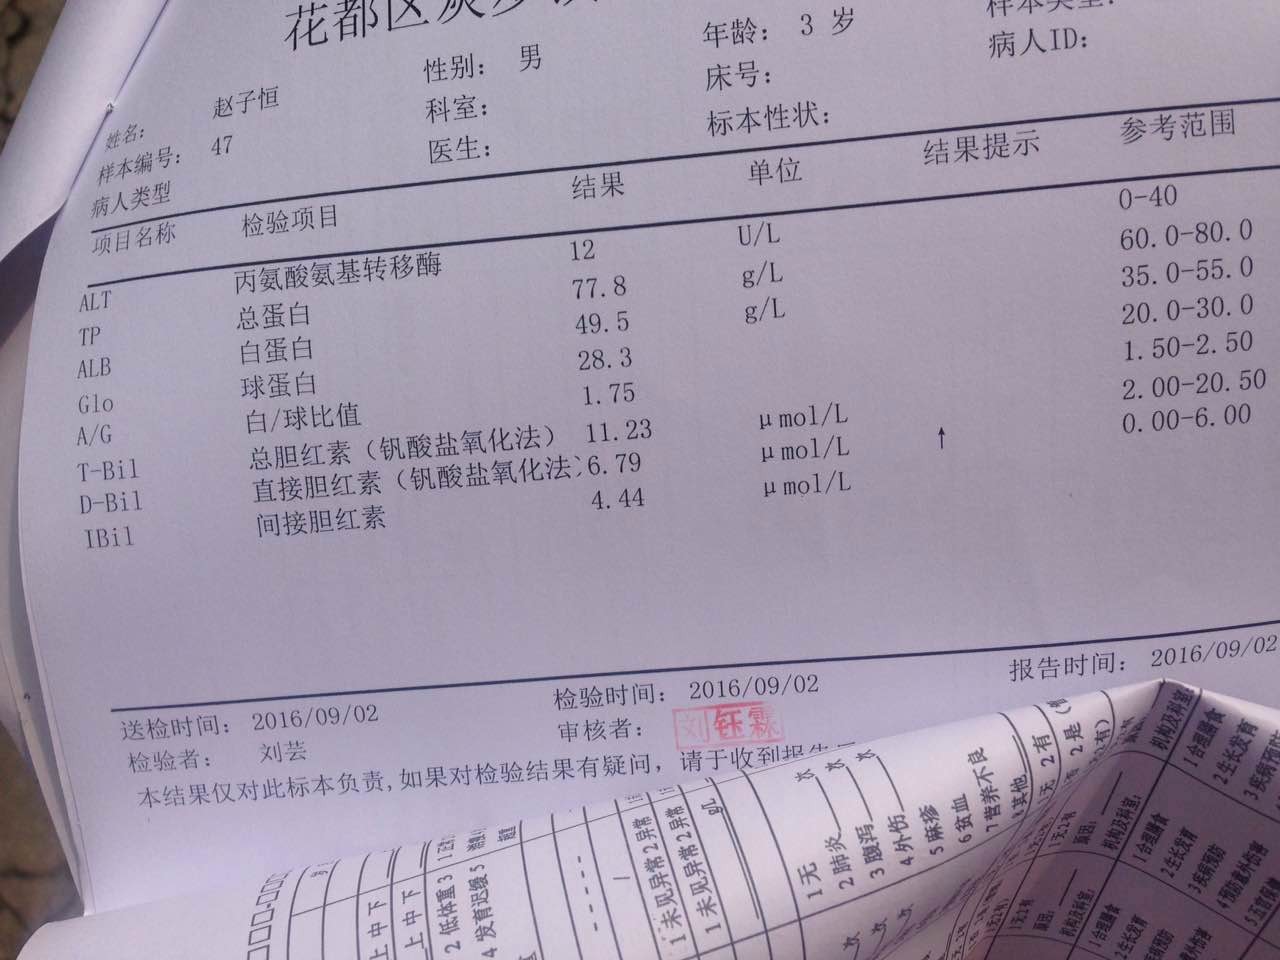 花都区炭步
姓名： 赵子恒 性别： 男 年龄： 3 岁 样本类型：
样本编号： 47 科室： 床号： 病人ID：
病人类型 医生： 标本性状：
项目名称 检验项目 结果 单位 结果提示 参考范围
ALT 丙氨酸氨基转移酶 12 U/L 0-40
TP 总蛋白 77.8 g/L 60.0-80.0
ALB 白蛋白 49.5 g/L 35.0-55.0
Glo 球蛋白 28.3 20.0-30.0
A/G 白/球比值 1.75 1.50-2.50
T-Bil 总胆红素（钒酸盐氧化法） 11.23 μmol/L 2.00-20.50
D-Bil 直接胆红素（钒酸盐氧化法） 6.79 μmol/L ↑ 0.00-6.00
IBil 间接胆红素 4.44 μmol/L
送检时间： 2016/09/02 检验时间： 2016/09/02 报告时间： 2016/09/02
检验者： 刘芸 审核者： 刘钰霖
本结果仅对此标本负责,如果对检验结果有疑问，请于收到报告
上 中 下
上 中 下
2 低体重 3
4 发育迟缓 5
1 未见异常 2 异常
1 未见异常 2 异常
1 无
2 肺炎 次
3 腹泻 次
4 外伤 次
5 麻疹
6 贫血
7 营养不良
8 其他
1 无 2 有
2 是
机构及科室:
1 合理膳食
2 生长发育
3 疾病预防
机构及科室:
1 合理膳食
2 生长发育
3 疾病预防
4 预防意外伤害